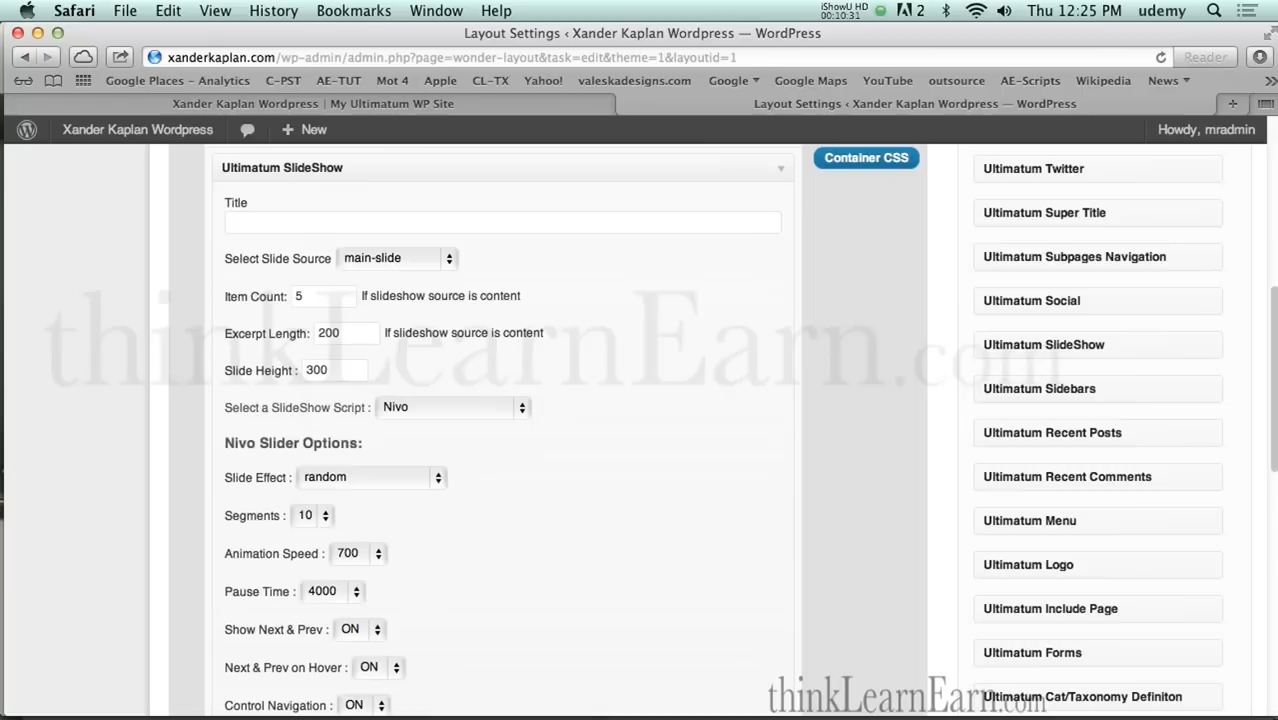 Safari File Edit View History Bookmarks Window Help iShowU HD 00:10:31 2 Thu 12:25 PM udemy
Layout Settings ‹ Xander Kaplan Wordpress — WordPress
xanderkaplan.com/wp-admin/admin.php?page=wonder-layout&task=edit&theme=1&layoutid=1 Reader
Google Places - Analytics C-PST AE-TUT Mot 4 Apple CL-TX Yahoo! valeskadesigns.com Google Google Maps YouTube outsource AE-Scripts Wikipedia News
Xander Kaplan Wordpress | My Ultimatum WP Site Layout Settings ‹ Xander Kaplan Wordpress — WordPress
Xander Kaplan Wordpress + New Howdy, mradmin
Ultimatum SlideShow
Container CSS
Title
Select Slide Source main-slide
Item Count: 5 If slideshow source is content
Excerpt Length: 200 If slideshow source is content
Slide Height : 300
Select a SlideShow Script : Nivo
Nivo Slider Options:
Slide Effect : random
Segments : 10
Animation Speed : 700
Pause Time : 4000
Show Next & Prev : ON
Next & Prev on Hover : ON
Control Navigation : ON
Ultimatum Twitter
Ultimatum Super Title
Ultimatum Subpages Navigation
Ultimatum Social
Ultimatum SlideShow
Ultimatum Sidebars
Ultimatum Recent Posts
Ultimatum Recent Comments
Ultimatum Menu
Ultimatum Logo
Ultimatum Include Page
Ultimatum Forms
Ultimatum Cat/Taxonomy Definiton
thinkLearnEarn.com
thinkLearnEarn.com